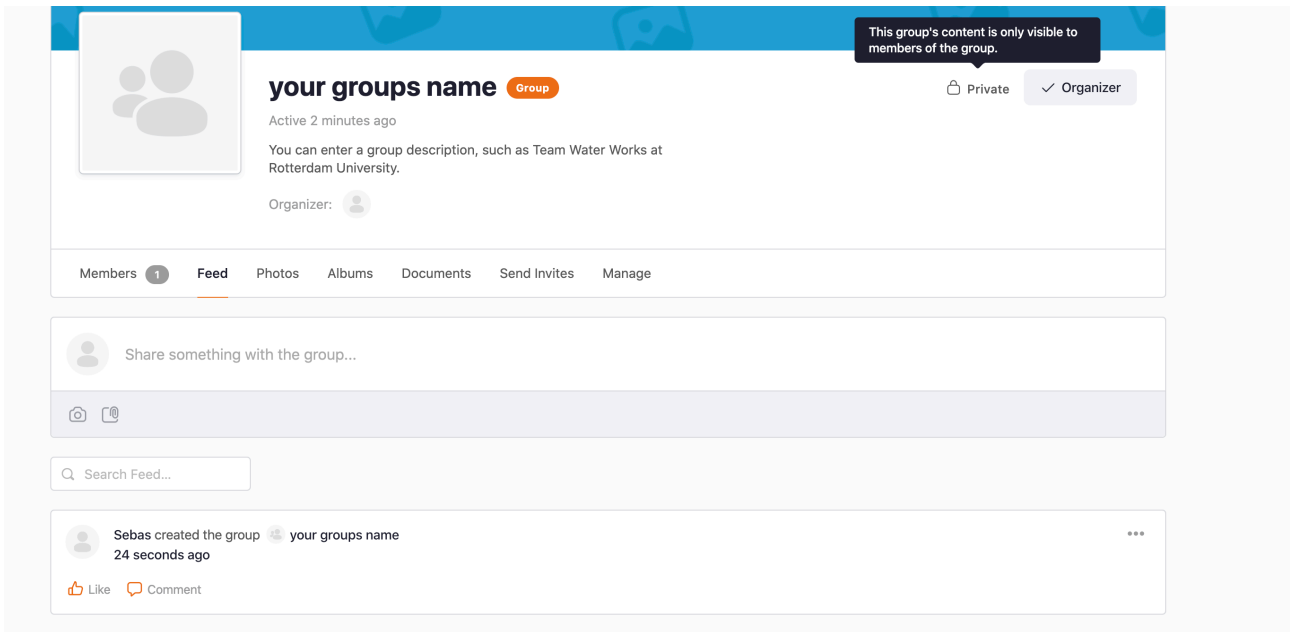 This group's content is only visible to
members of the group.
your groups name Group
Private
Organizer
Active 2 minutes ago
You can enter a group description, such as Team Water Works at
Rotterdam University.
Organizer:
Members 1 Feed Photos Albums Documents Send Invites Manage
Share something with the group...
Search Feed...
Sebas created the group your groups name
24 seconds ago
Like Comment